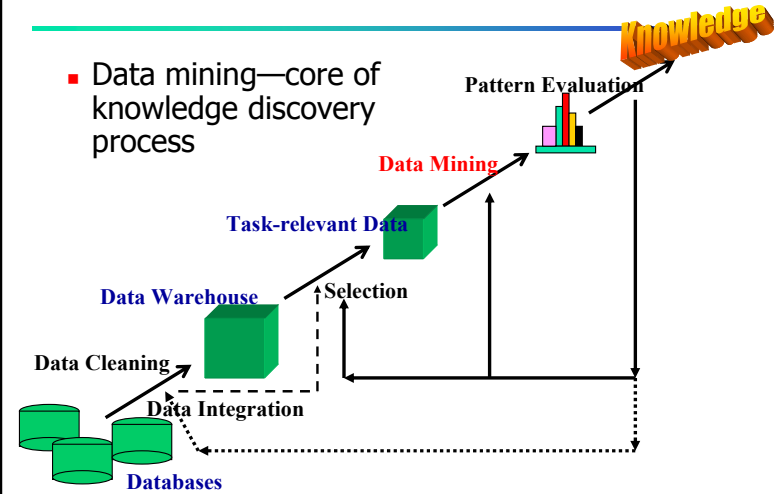 Knowledge
Data mining—core of
knowledge discovery
process
Pattern Evaluation
Data Mining
Task-relevant Data
Data Warehouse
Selection
Data Cleaning
Data Integration
Databases